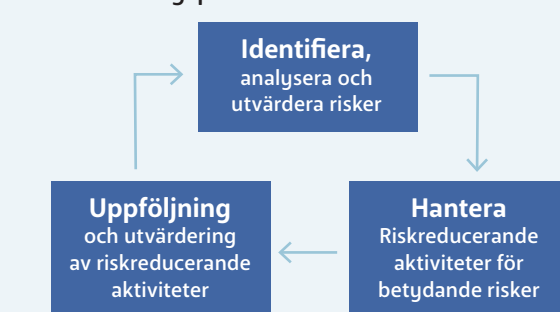 Identifiera,
analysera och
utvärdera risker
Hantera
Riskreducerande
aktiviteter för
betydande risker
Uppföljning
och utvärdering
av riskreducerande
aktiviteter